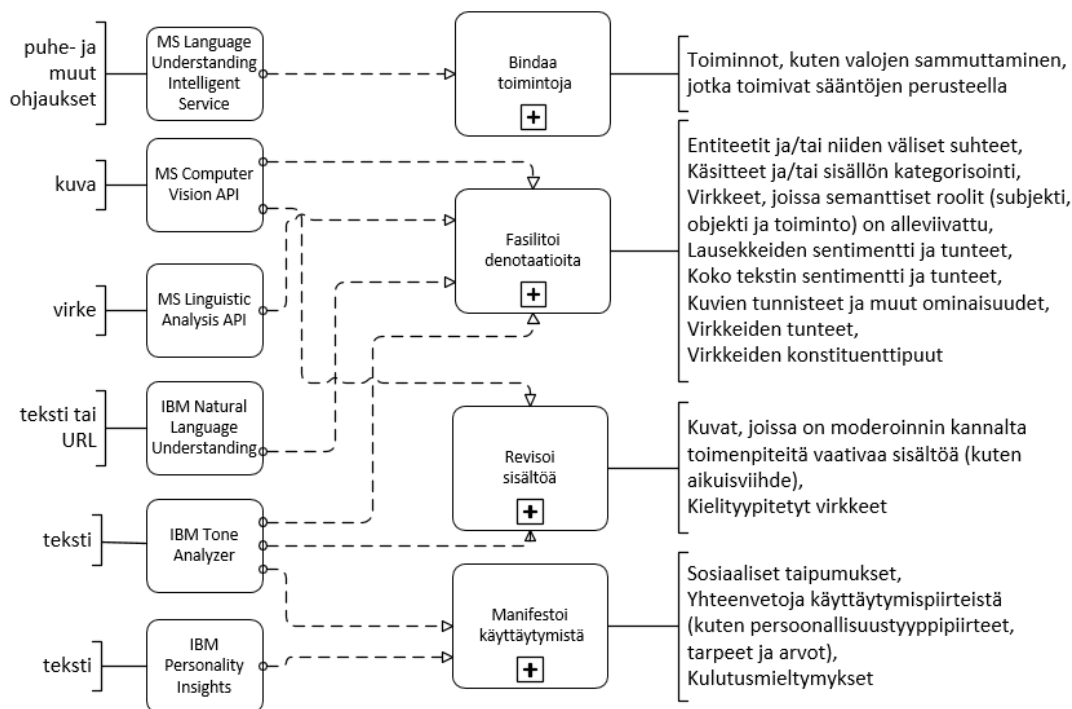 puhe- ja
muut
ohjaukset
MS Language
Understanding
Intelligent
Service
Bindaa
toimintoja
Toiminnot, kuten valojen sammuttaminen,
jotka toimivat sääntöjen perusteella
kuva
MS Computer
Vision API
Fasilitoi
denotaatioita
Entiteetit ja/tai niiden väliset suhteet,
Käsitteet ja/tai sisällön kategorisointi,
Virkkeet, joissa semanttiset roolit (subjekti,
objekti ja toiminto) on alleviivattu,
Lausekkeiden sentimentti ja tunteet,
Koko tekstin sentimentti ja tunteet,
Kuvien tunnisteet ja muut ominaisuudet,
Virkkeiden tunteet,
Virkkeiden konstituenttipuut
virke
MS Linguistic
Analysis API
teksti tai
URL
IBM Natural
Language
Understanding
Revisoi
sisältöä
Kuvat, joissa on moderoinnin kannalta
toimenpiteitä vaativaa sisältöä (kuten
aikuisviihde),
Kielityypitetyt virkkeet
teksti
IBM Tone
Analyzer
Manifestoi
käyttäytymistä
Sosiaaliset taipumukset,
Yhteenvetoja käyttäytymispiirteistä
(kuten persoonallisuustyyppipiirteet,
tarpeet ja arvot),
Kulutusmieltymykset
teksti
IBM
Personality
Insights